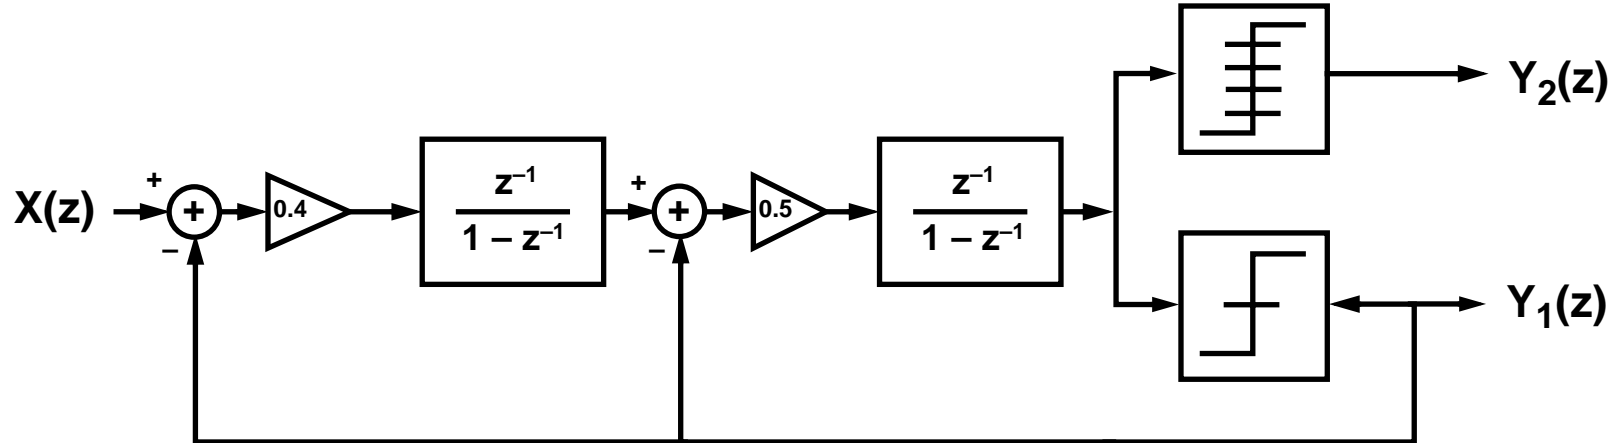 Y₂(z)
X(z)
+
+
–
0.4
z⁻¹
1 – z⁻¹
+
+
–
0.5
z⁻¹
1 – z⁻¹
Y₁(z)